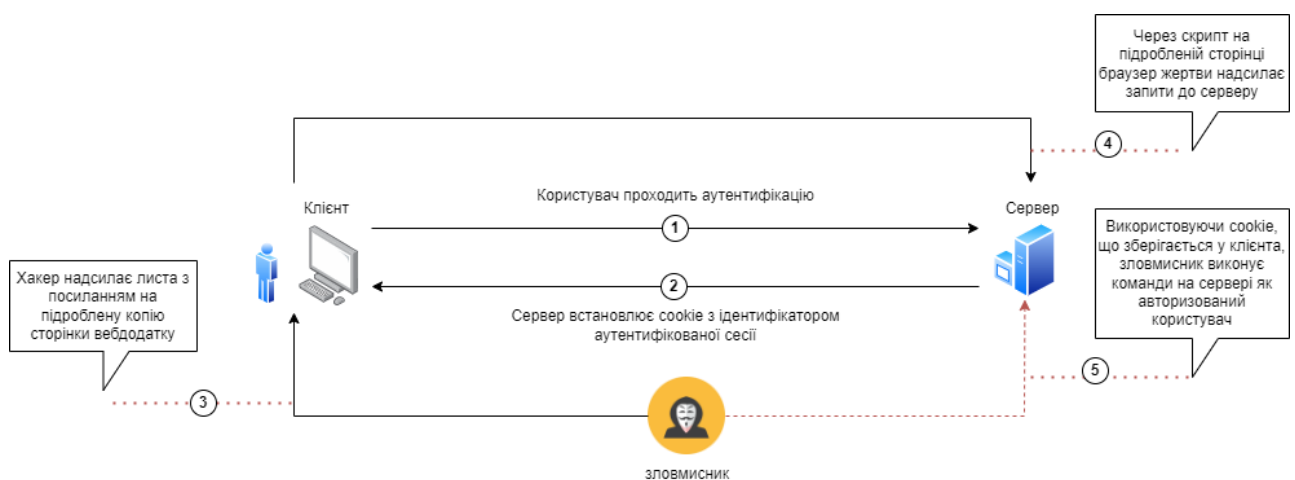 Через скрипт на
підробленій сторінці
браузер жертви надсилає
запити до серверу
4
Користувач проходить аутентифікацію
Клієнт
Сервер
1
Використовуючи cookie,
що зберігається у клієнта,
зловмисник виконує
команди на сервері як
авторизований
користувач
Хакер надсилає листа з
посиланням на
підроблену копію
сторінки вебдодатку
2
Сервер встановлює cookie з ідентифікатором
аутентифікованої сесії
5
3
зловмисник